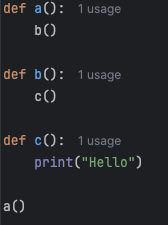 def a(): 1 usage
    b()

def b(): 1 usage
    c()

def c(): 1 usage
    print("Hello")

a()